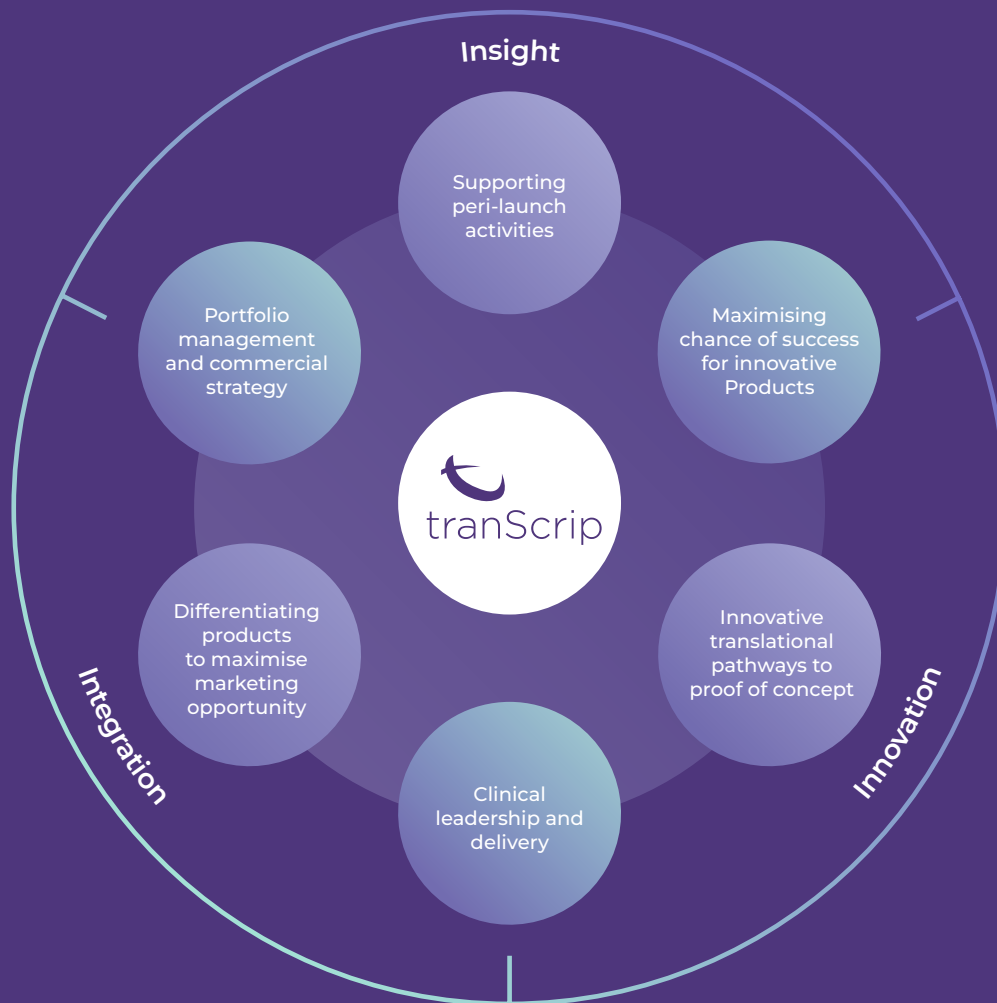 Insight
Supporting
peri-launch
activities
Portfolio
management
and commercial
strategy
Maximising
chance of success
for innovative
Products
tranScrip
Differentiating
products
to maximise
marketing
opportunity
Innovative
translational
pathways to
proof of concept
Integration
Innovation
Clinical
leadership and
delivery